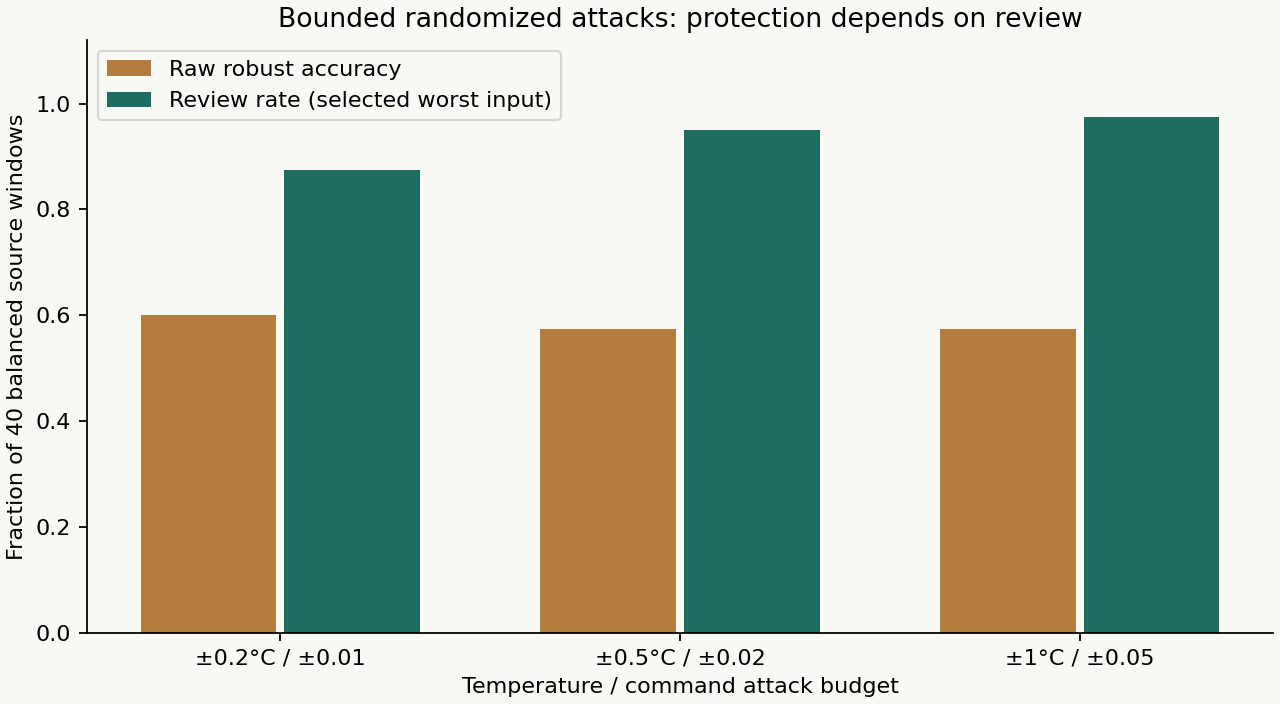 Bounded randomized attacks: protection depends on review
Raw robust accuracy
Review rate (selected worst input)
Fraction of 40 balanced source windows
1.0
0.8
0.6
0.4
0.2
0.0
±0.2°C / ±0.01
±0.5°C / ±0.02
±1°C / ±0.05
Temperature / command attack budget